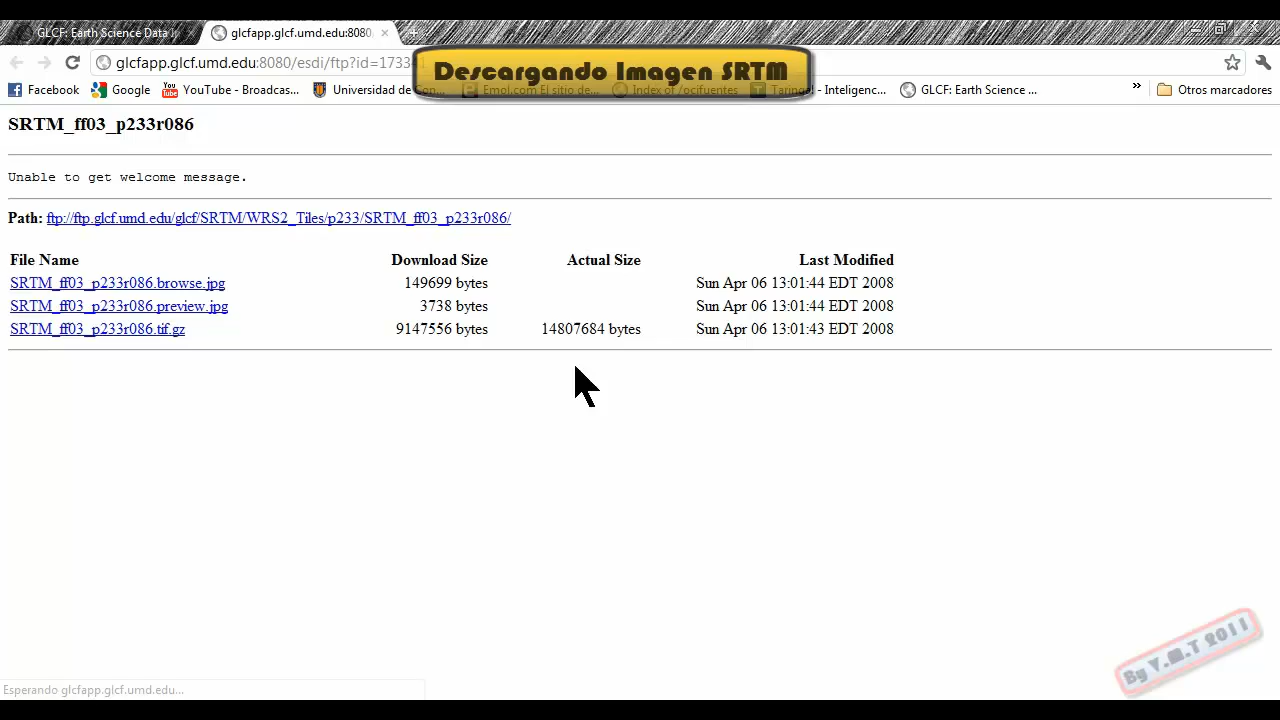 GLCF: Earth Science Data I
glcfapp.glcf.umd.edu:8080
glcfapp.glcf.umd.edu:8080/esdi/ftp?id=1733
Descargando Imagen SRTM
Facebook
Google
YouTube - Broadcas...
Universidad de Con...
Emol.com El sitio de...
Index of /ocifuentes
Taringa! - Inteligenc...
GLCF: Earth Science ...
»
Otros marcadores
SRTM_ff03_p233r086
Unable to get welcome message.
Path: ftp://ftp.glcf.umd.edu/glcf/SRTM/WRS2_Tiles/p233/SRTM_ff03_p233r086/
File Name Download Size Actual Size Last Modified
SRTM_ff03_p233r086.browse.jpg 149699 bytes Sun Apr 06 13:01:44 EDT 2008
SRTM_ff03_p233r086.preview.jpg 3738 bytes Sun Apr 06 13:01:44 EDT 2008
SRTM_ff03_p233r086.tif.gz 9147556 bytes 14807684 bytes Sun Apr 06 13:01:43 EDT 2008
By Y.M.T 2011
Esperando glcfapp.glcf.umd.edu...